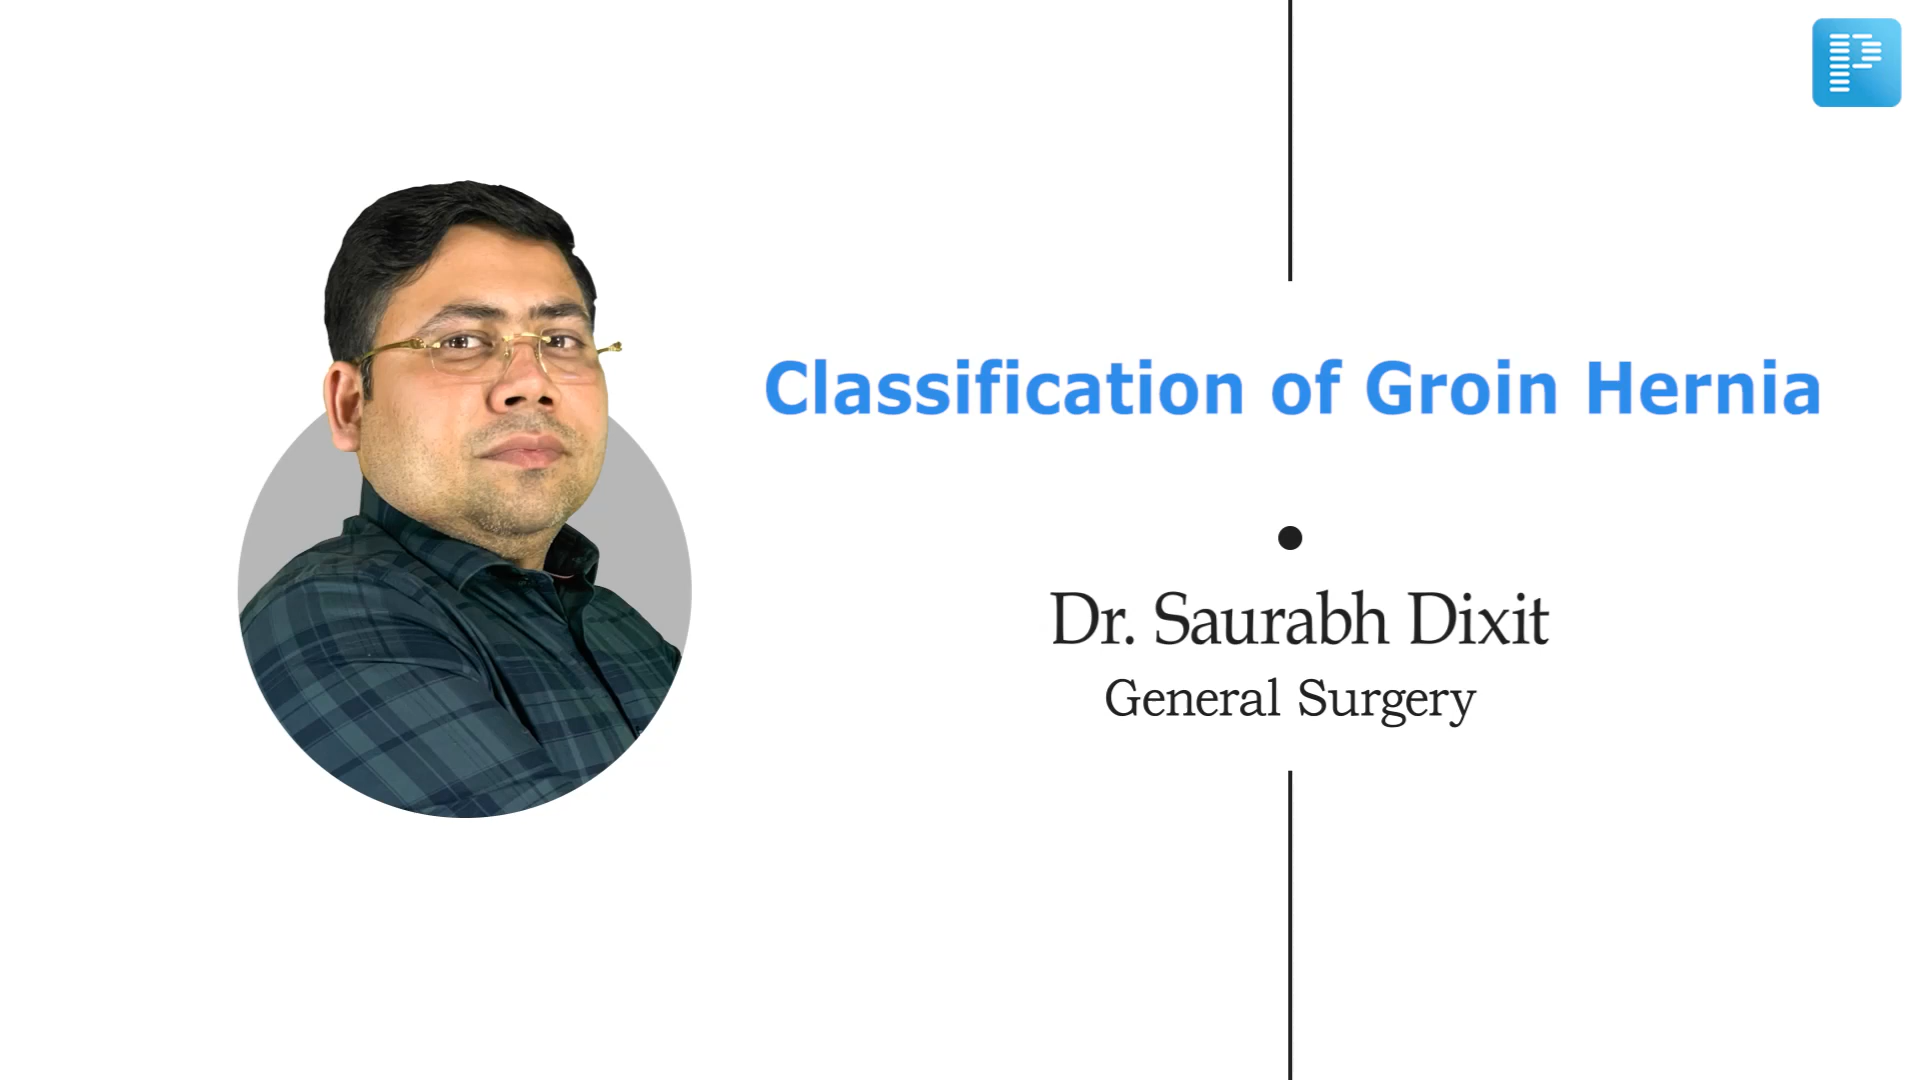 Classification of Groin Hernia
Dr. Saurabh Dixit
General Surgery